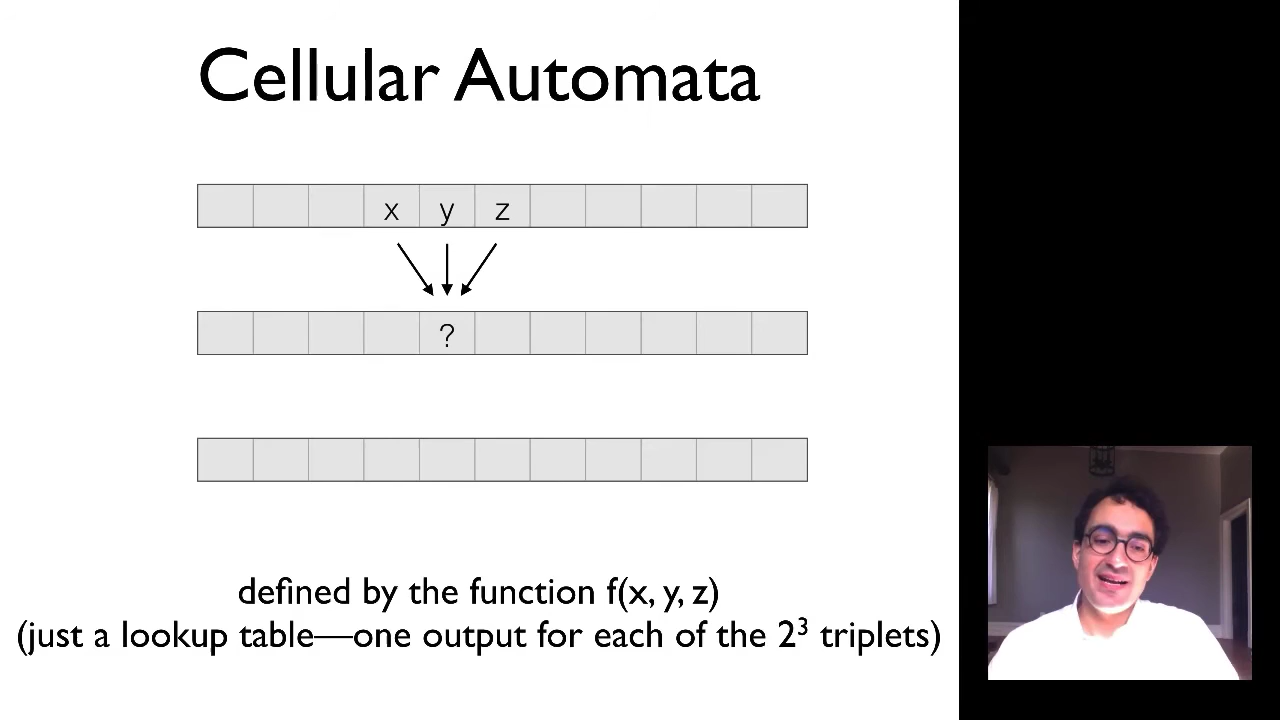 Cellular Automata
x y z
?
defined by the function f(x, y, z)
(just a lookup table—one output for each of the 2³ triplets)